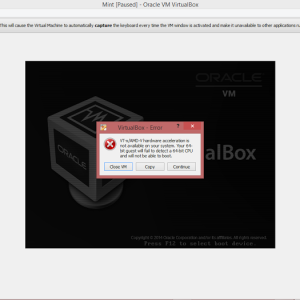 Mint [Paused] - Oracle VM VirtualBox
This will cause the Virtual Machine to automatically capture the keyboard every time the VM window is activated and make it unavailable to other applications
ORACLE
VM
VirtualBox - Error
?
VT-x/AMD-V hardware acceleration is
not available on your system. Your 64-
bit guest will fail to detect a 64-bit CPU
and will not be able to boot.
Close VM
Copy
Continue
ualBox
Copyright © 2014 Oracle Corporation and/or its affiliates. All rights reserved.
Press F12 to select boot device.